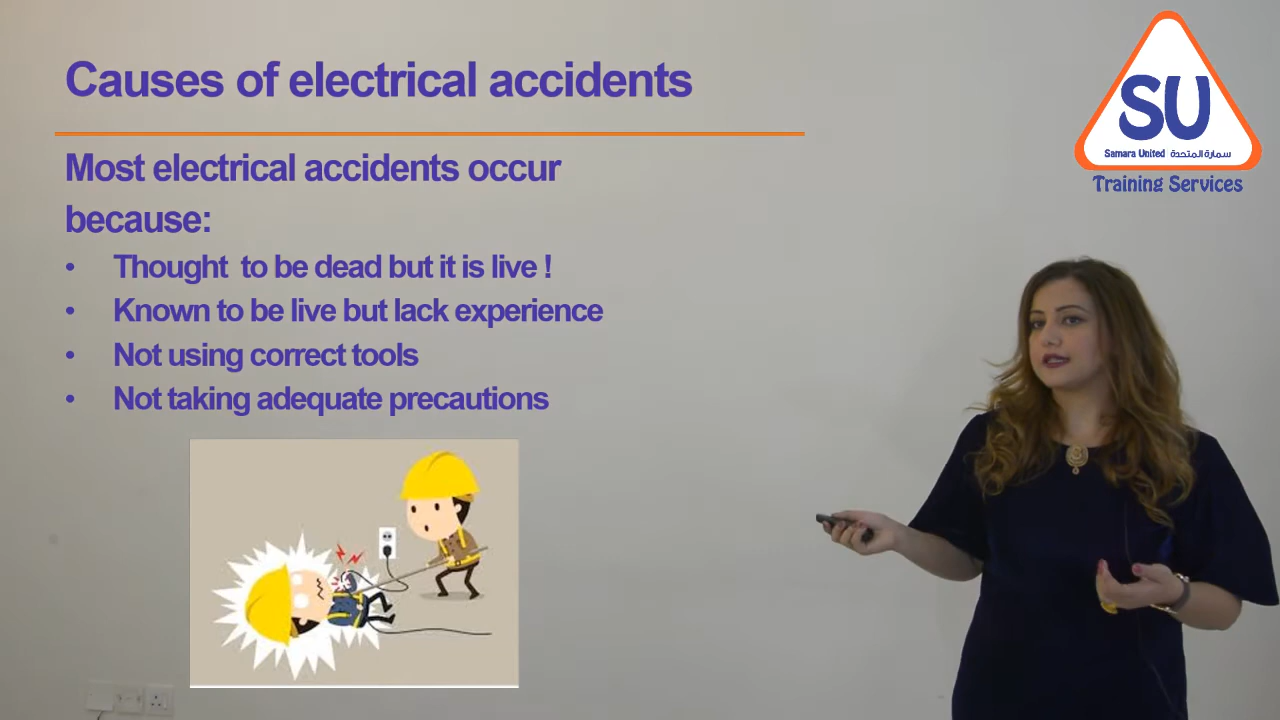 Causes of electrical accidents
Most electrical accidents occur
because:
• Thought to be dead but it is live !
• Known to be live but lack experience
• Not using correct tools
• Not taking adequate precautions
SU
Samara United سمارة المتحدة
Training Services